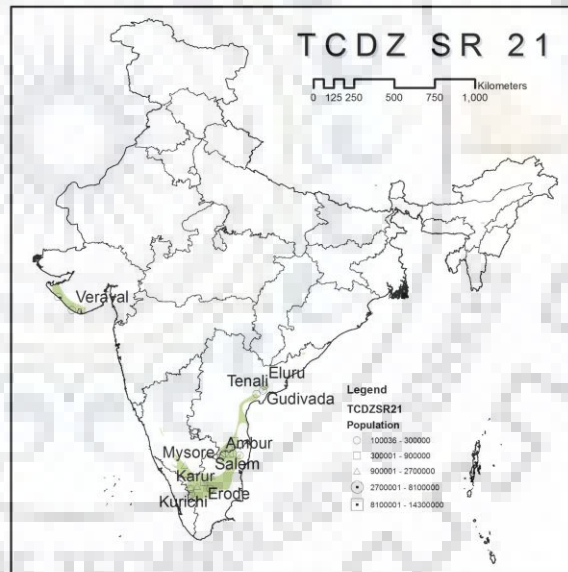 TCDZ SR 21
Kilometers
0 125 250 500 750 1,000
Veraval
Eluru
Tenali
Gudivada
Legend
TCDZSR21
Population
100036 - 300000
300001 - 900000
900001 - 2700000
2700001 - 8100000
8100001 - 14300000
Ambur
Mysore
Salem
Karur
Erode
Kurichi